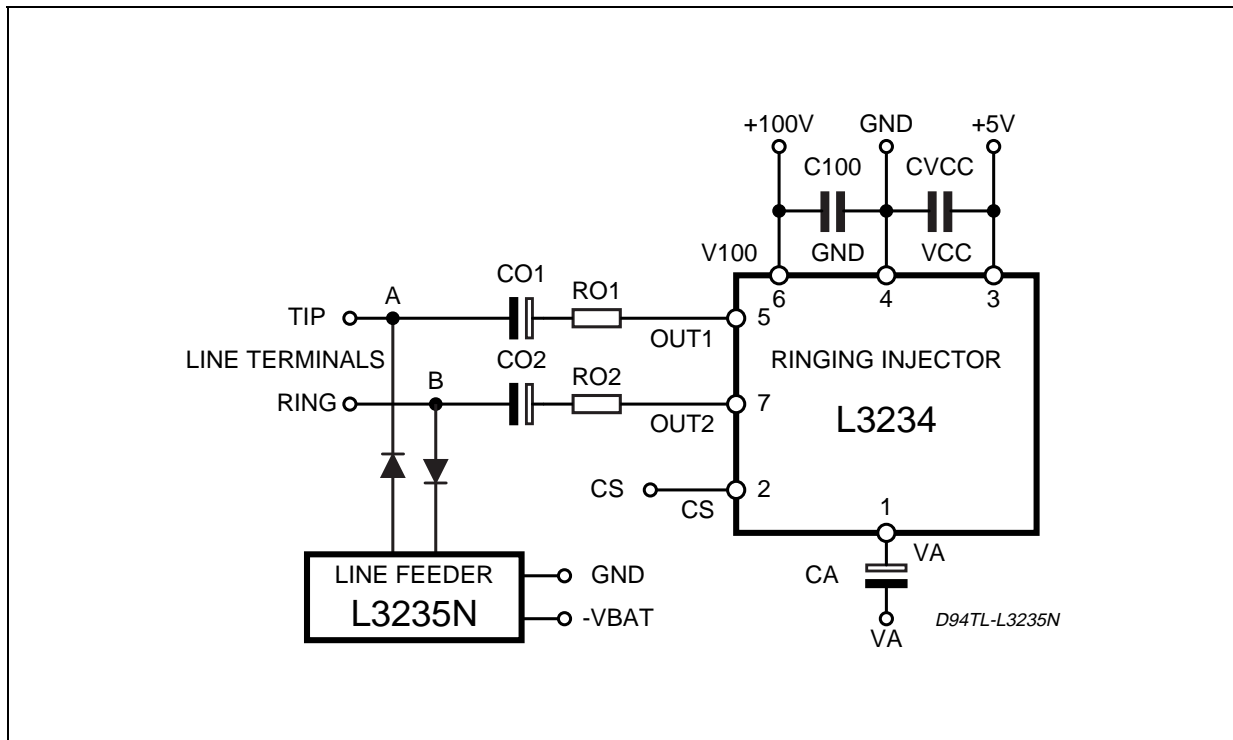 +100V GND +5V
C100 CVCC
V100 GND VCC
6 4 3
CO1 RO1
A
TIP
5
OUT1
LINE TERMINALS
CO2 RO2
RINGING INJECTOR
B
RING
7
OUT2
L3234
CS
2
CS
1
VA
LINE FEEDER
L3235N
GND
-VBAT
CA
VA
D94TL-L3235N